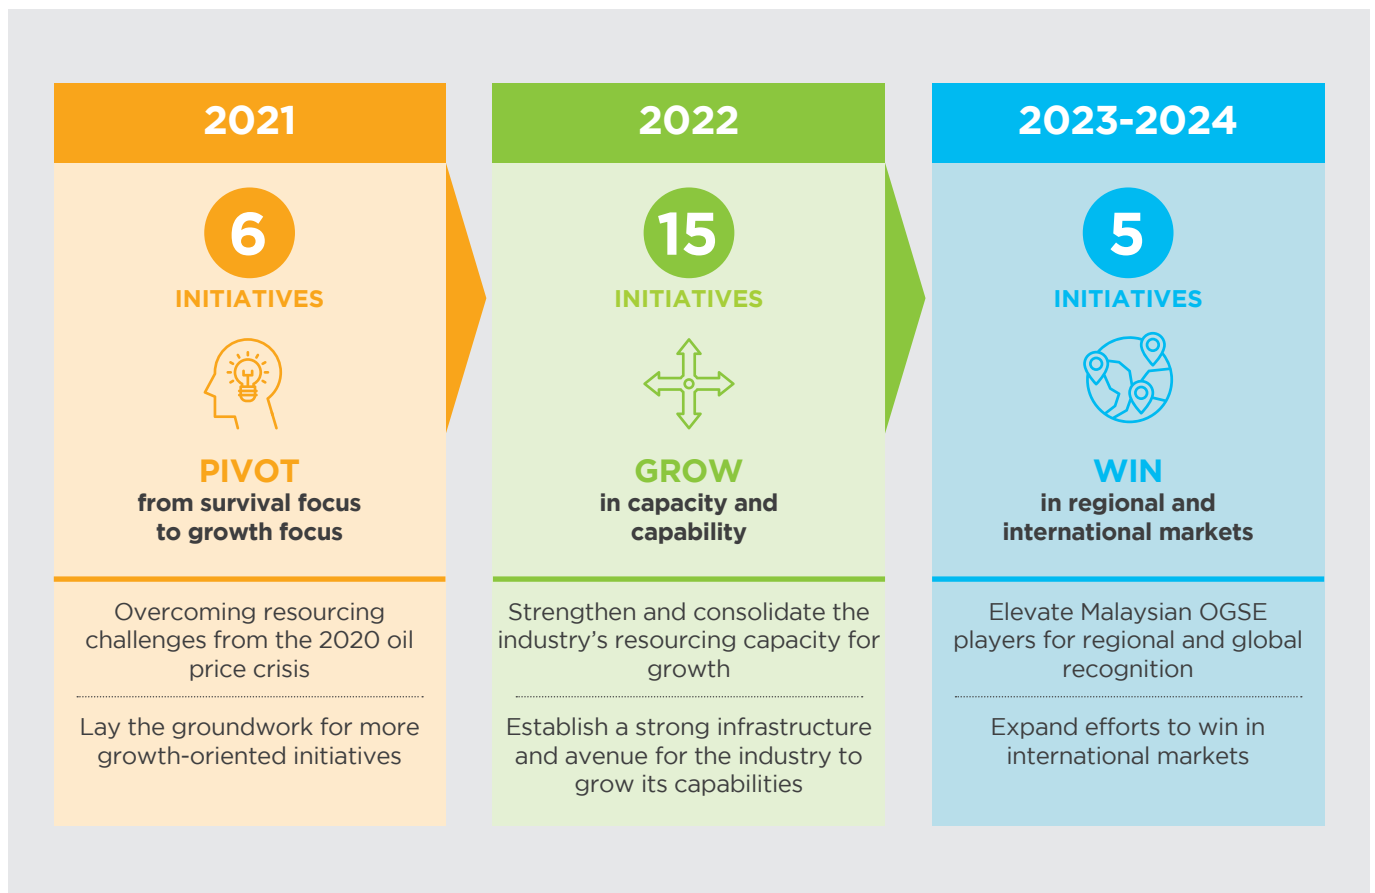 2021
6
INITIATIVES
PIVOT
from survival focus
to growth focus
Overcoming resourcing
challenges from the 2020 oil
price crisis
Lay the groundwork for more
growth-oriented initiatives
2022
15
INITIATIVES
GROW
in capacity and
capability
Strengthen and consolidate the
industry’s resourcing capacity for
growth
Establish a strong infrastructure
and avenue for the industry to
grow its capabilities
2023-2024
5
INITIATIVES
WIN
in regional and
international markets
Elevate Malaysian OGSE
players for regional and global
recognition
Expand efforts to win in
international markets